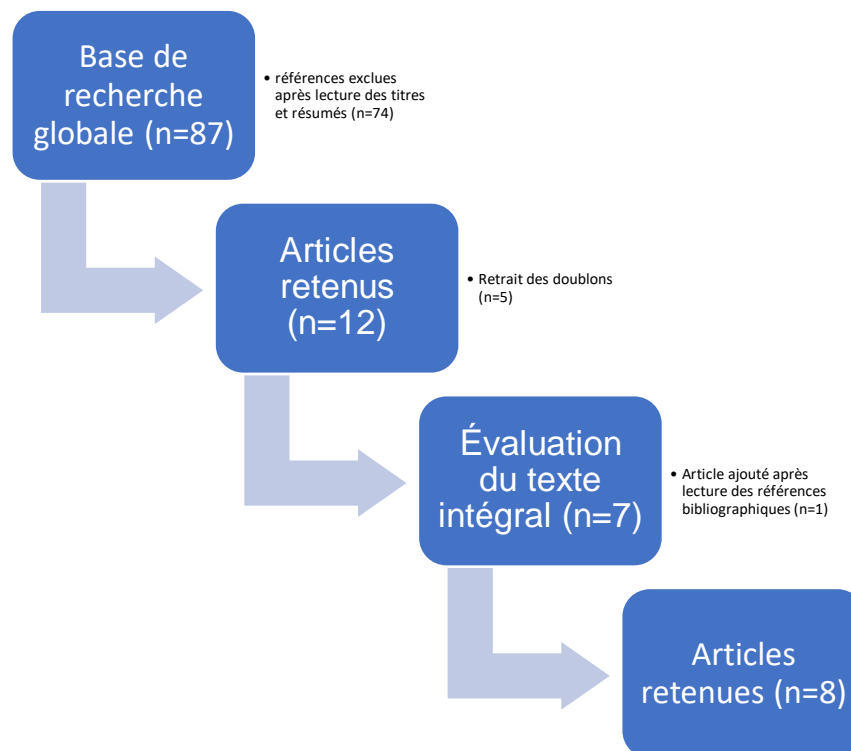 Base de
recherche
globale (n=87)
• références exclues
après lecture des titres
et résumés (n=74)
Articles
retenus
(n=12)
• Retrait des doublons
(n=5)
Évaluation
du texte
intégral (n=7)
• Article ajouté après
lecture des références
bibliographiques (n=1)
Articles
retenues (n=8)